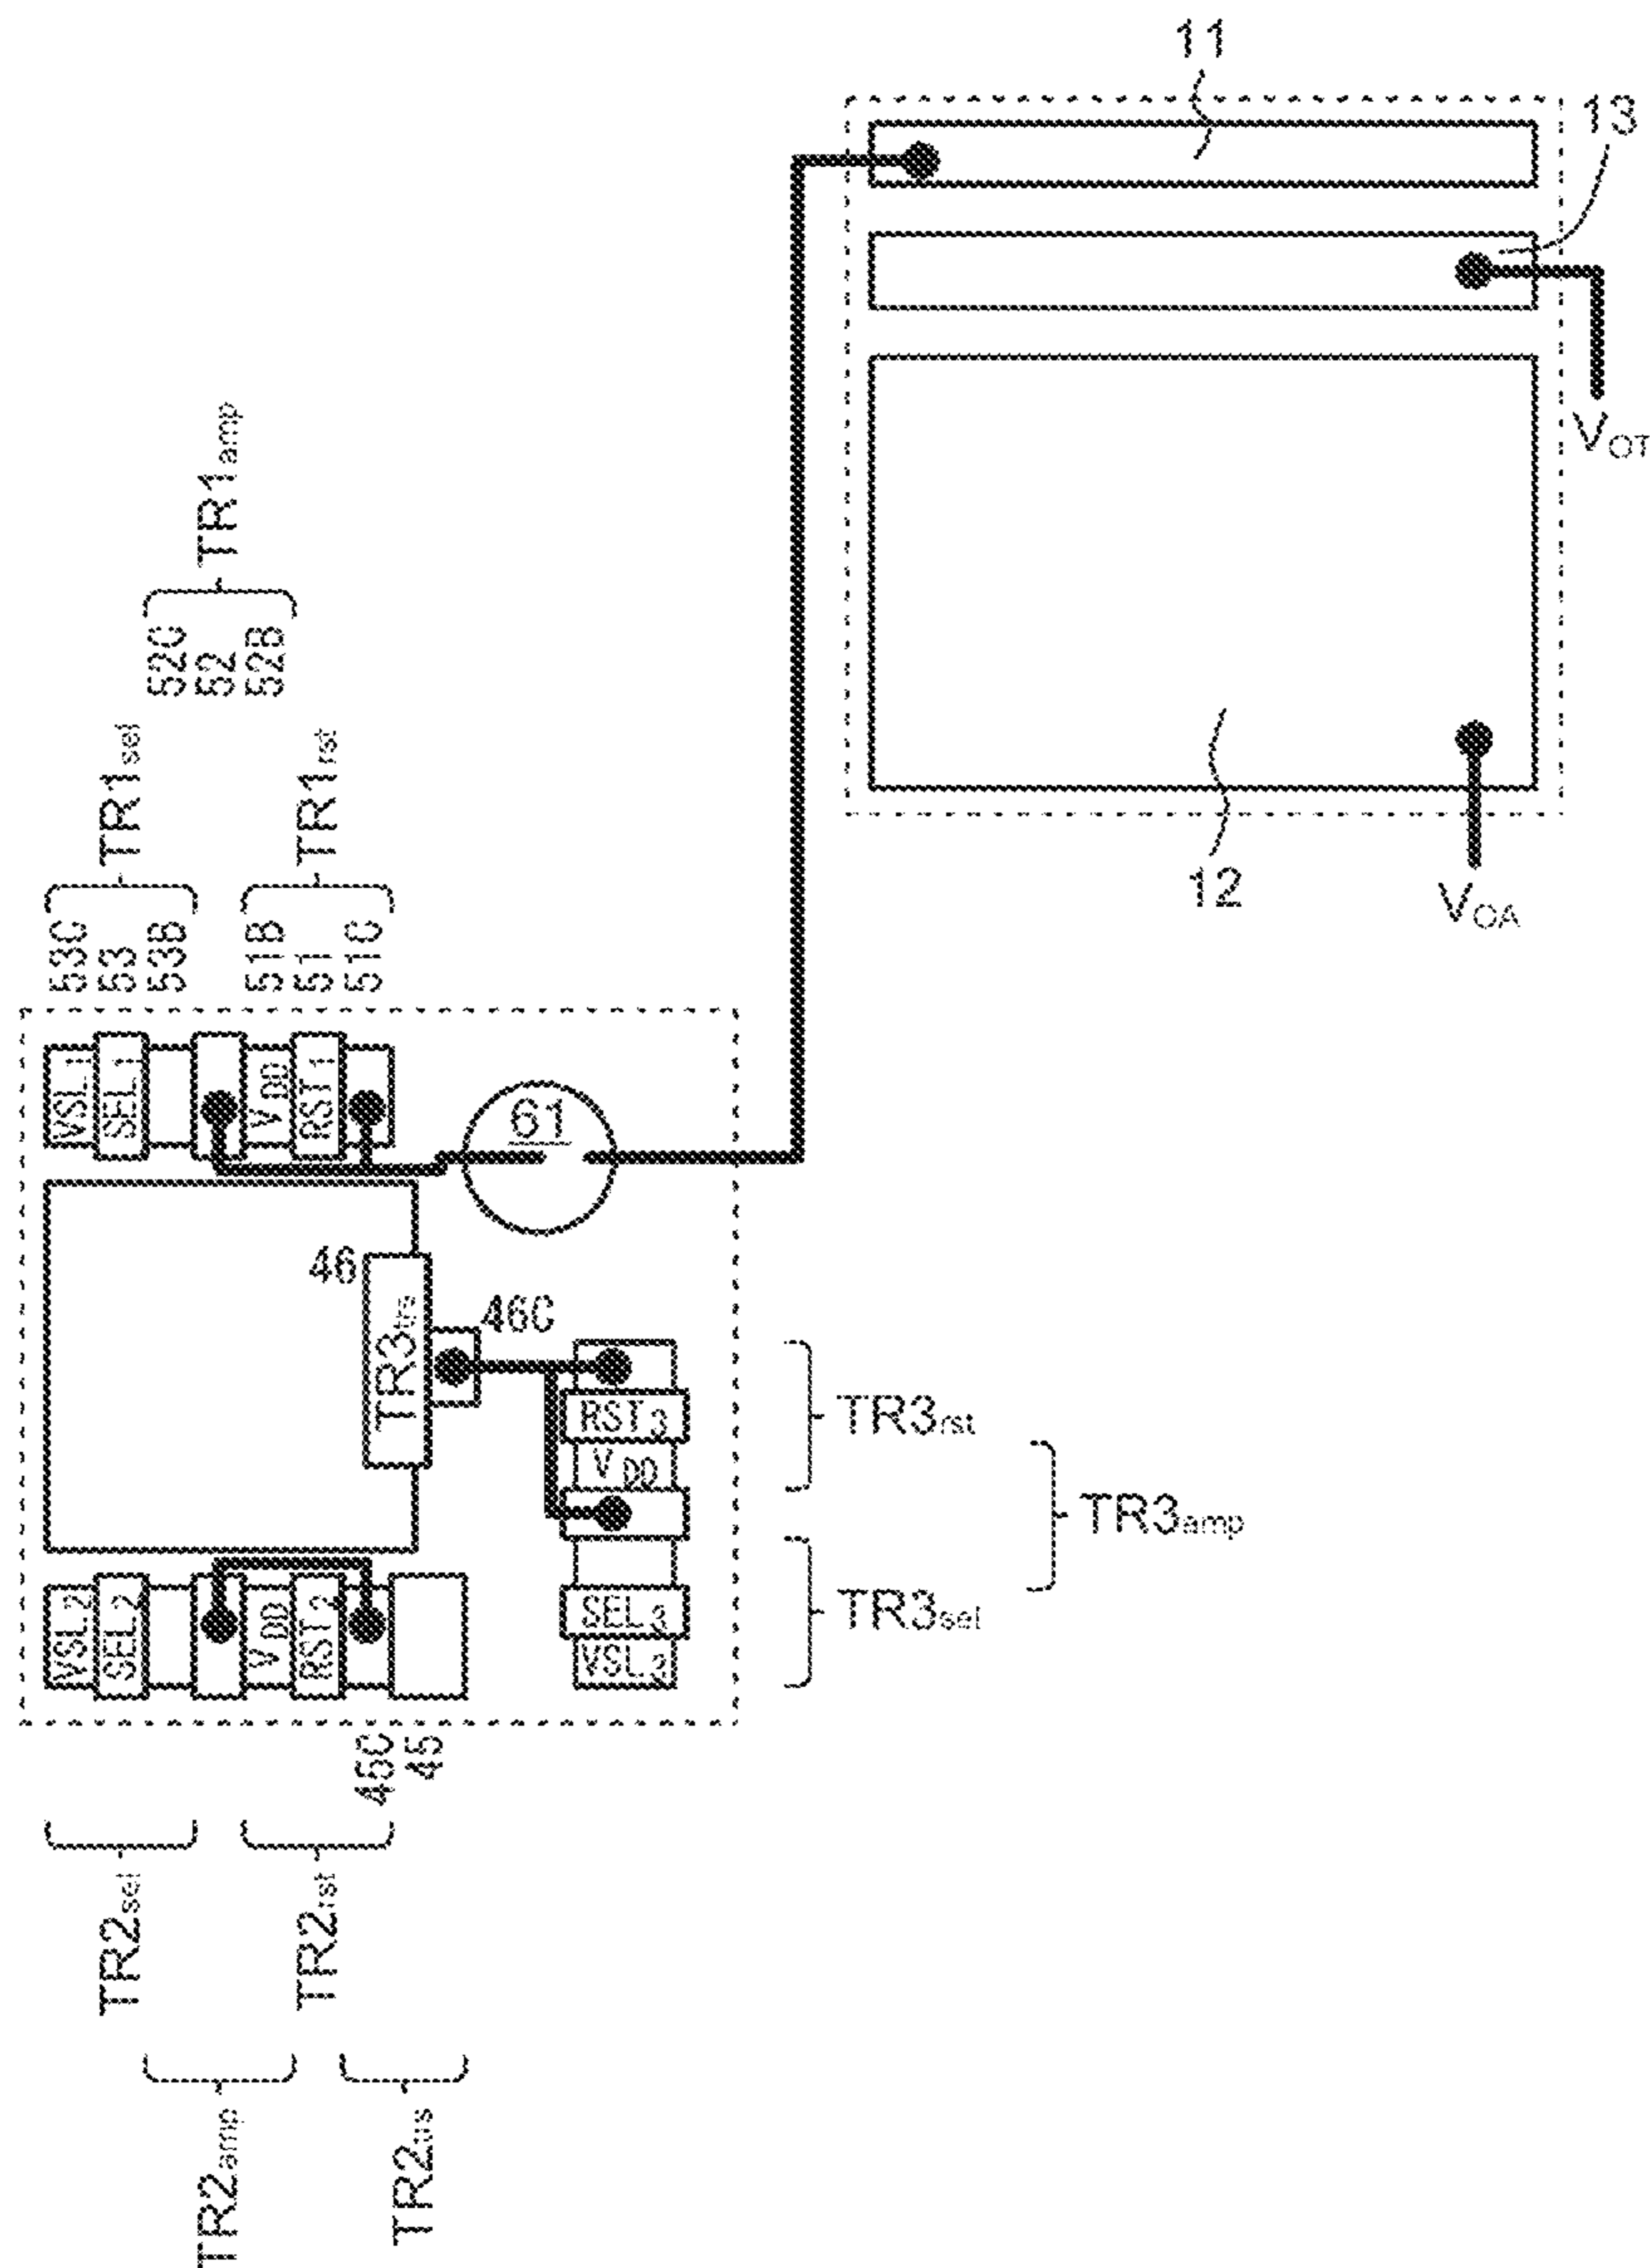 11
13
V_OT
12
V_OA
TR1amp
52C
52
52B
TR1sel
TR1rst
53C
53
53B
51B
51
51C
VSL1
SEL1
VDD
RST1
61
46
TR3trs
46C
RST3
VDD
SEL3
VSL3
TR3rst
TR3amp
TR3sel
VSL2
SEL2
VDD
RST2
45C
45
TR2sel
TR2rst
TR2amp
TR2trs